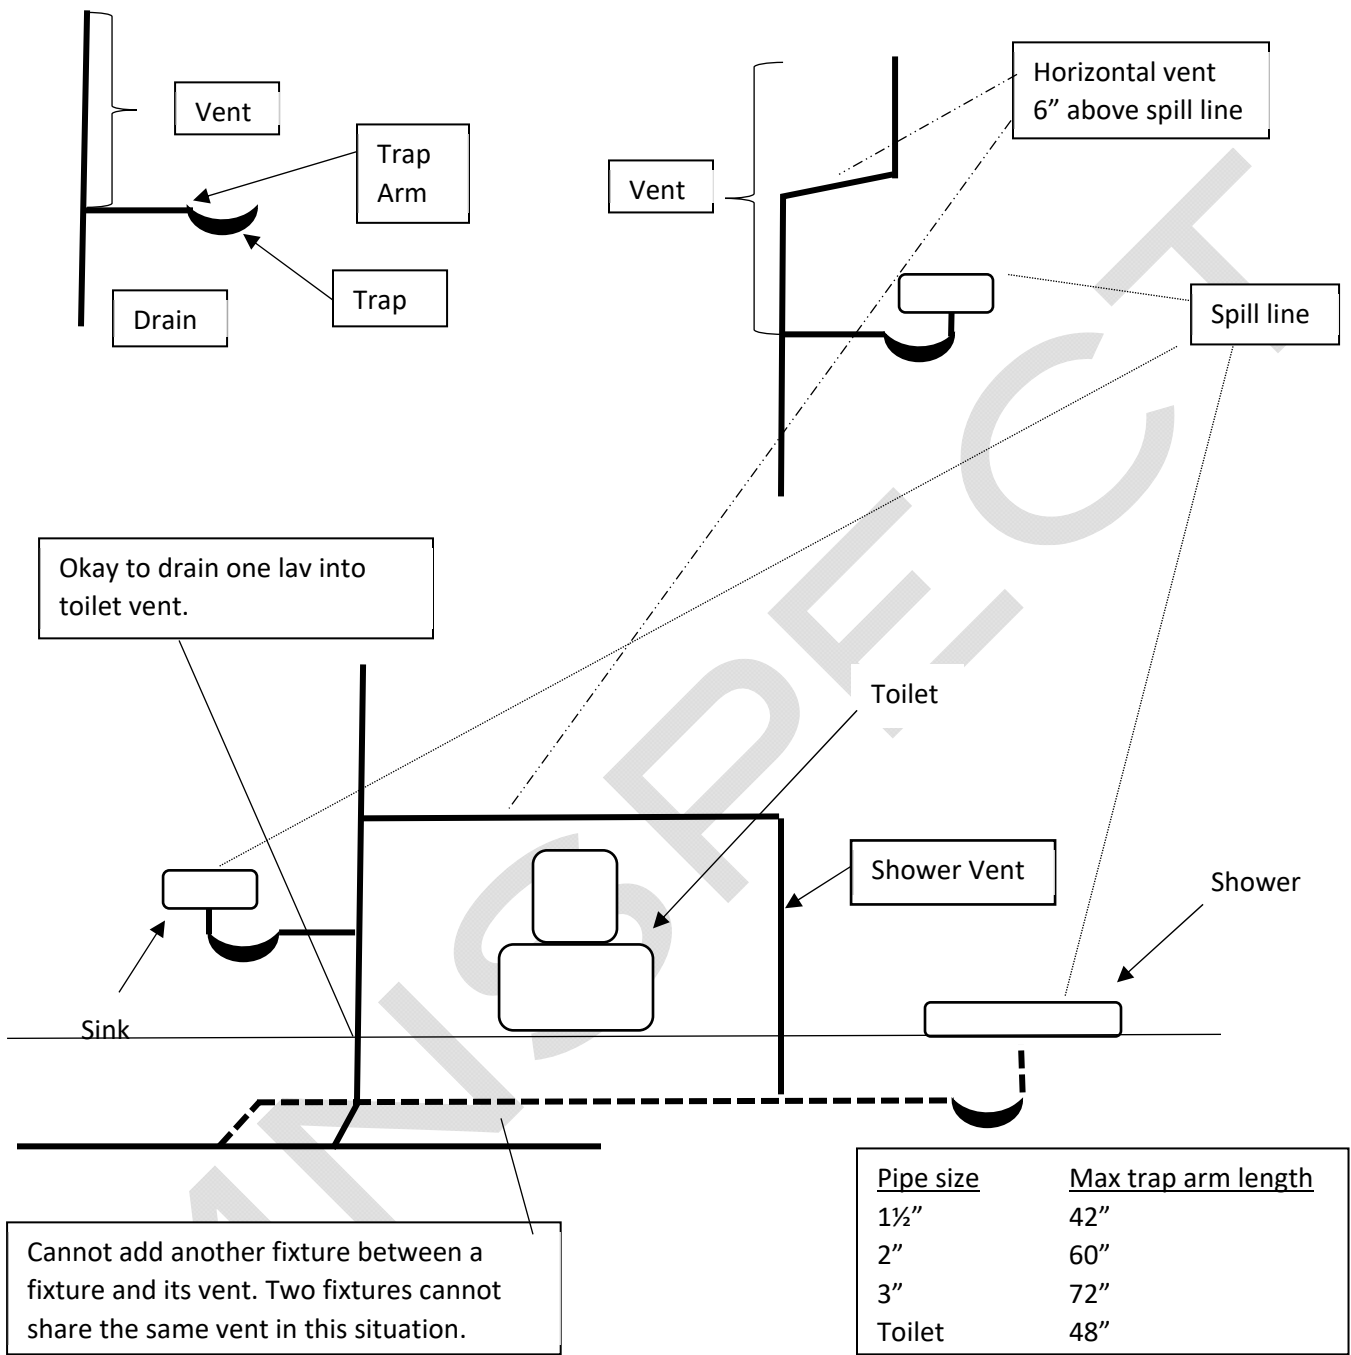 Vent
Trap
Arm
Trap
Drain
Horizontal vent
6” above spill line
Vent
Spill line
Okay to drain one lav into
toilet vent.
Toilet
Shower Vent
Shower
Sink
Cannot add another fixture between a
fixture and its vent. Two fixtures cannot
share the same vent in this situation.
Pipe size Max trap arm length
1½” 42”
2” 60”
3” 72”
Toilet 48”
MNSPECT